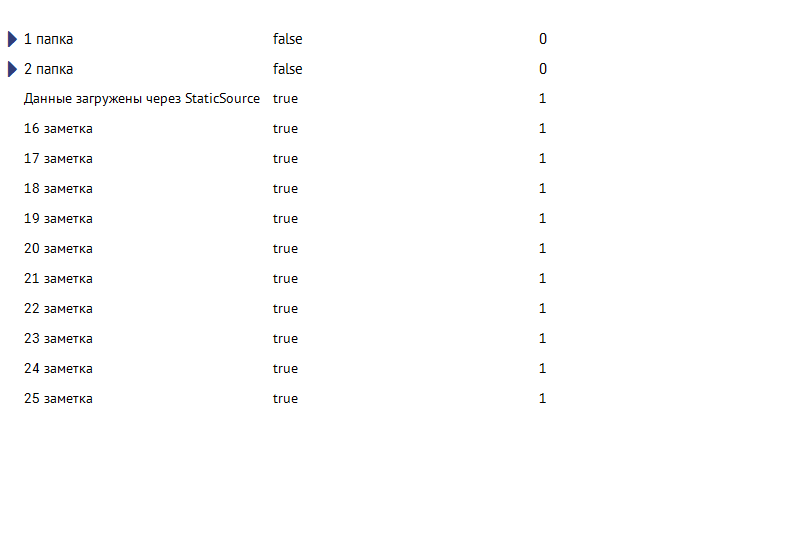 1 папка false 0
2 папка false 0
Данные загружены через StaticSource true 1
16 заметка true 1
17 заметка true 1
18 заметка true 1
19 заметка true 1
20 заметка true 1
21 заметка true 1
22 заметка true 1
23 заметка true 1
24 заметка true 1
25 заметка true 1